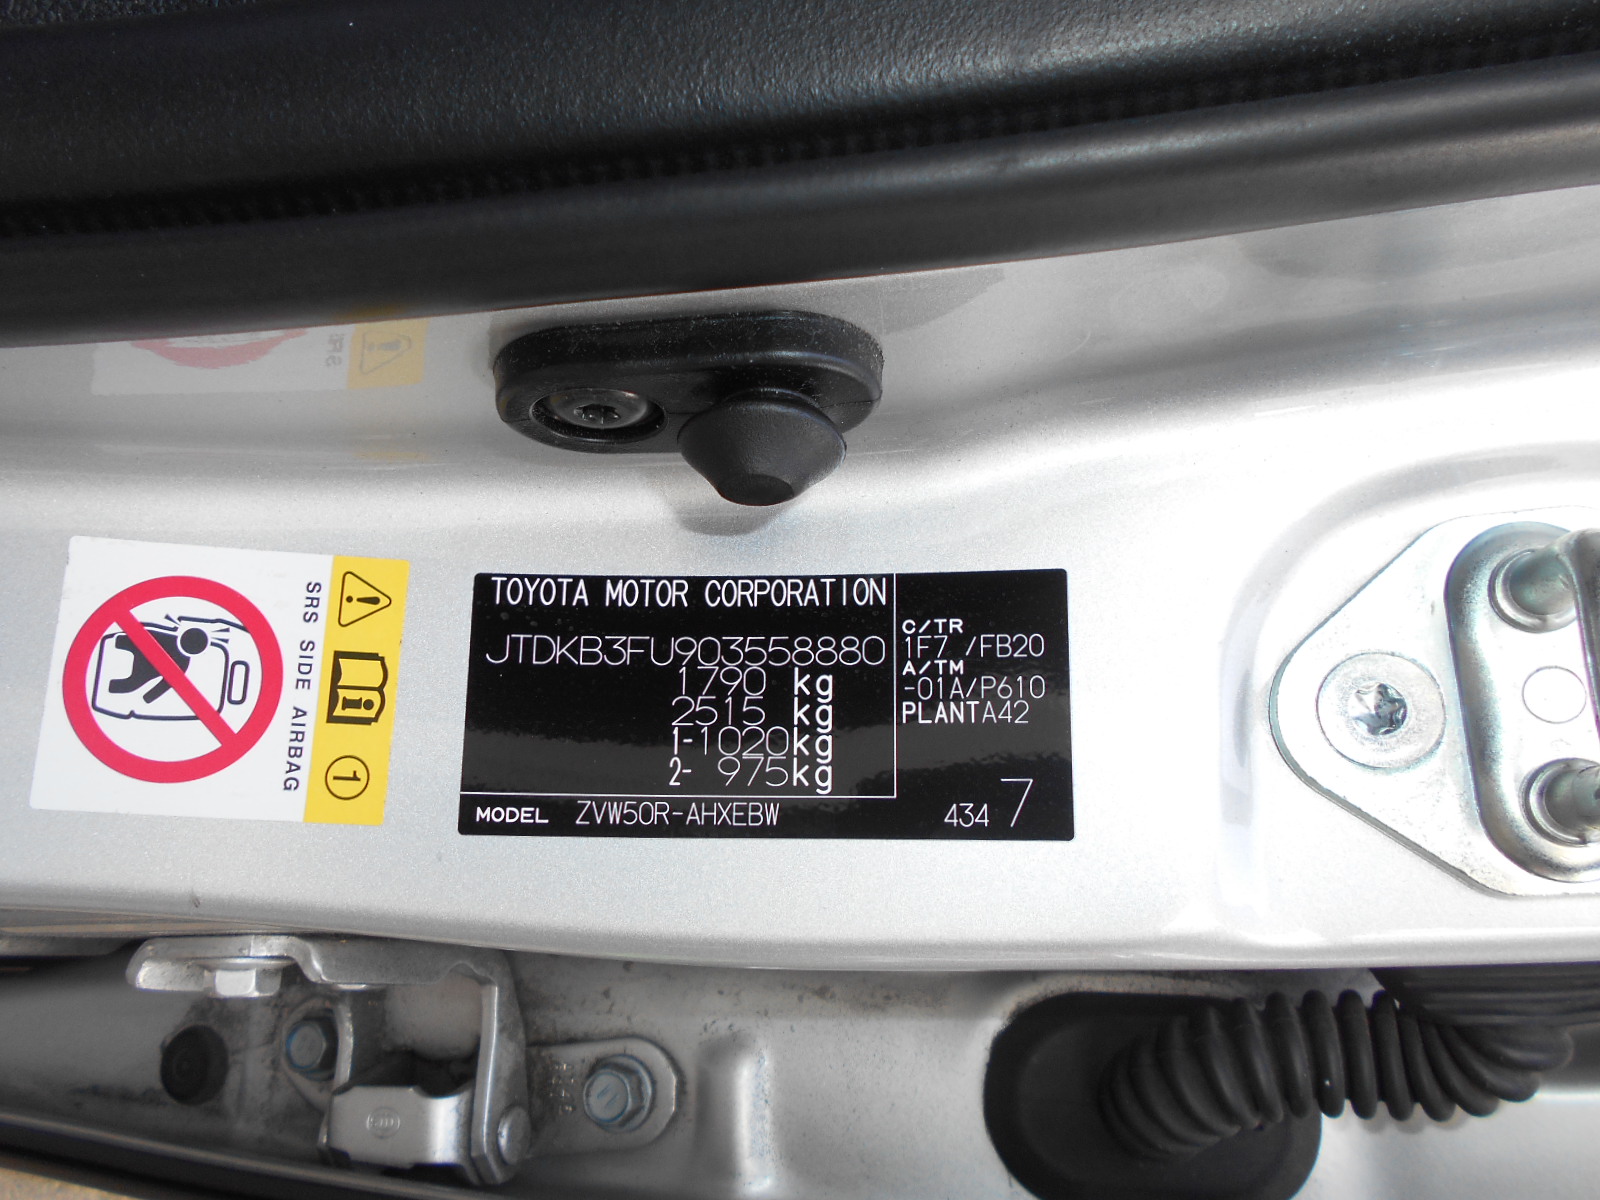 TOYOTA MOTOR CORPORATION
JTDKB3FU903558880
1790 kg
2515 kg
1-1020kg
2- 975kg
MODEL ZVW50R-AHXEBW
C/TR
1F7 /FB20
A/TM
-01A/P610
PLANTA42
434 7
SRS SIDE AIRBAG
1